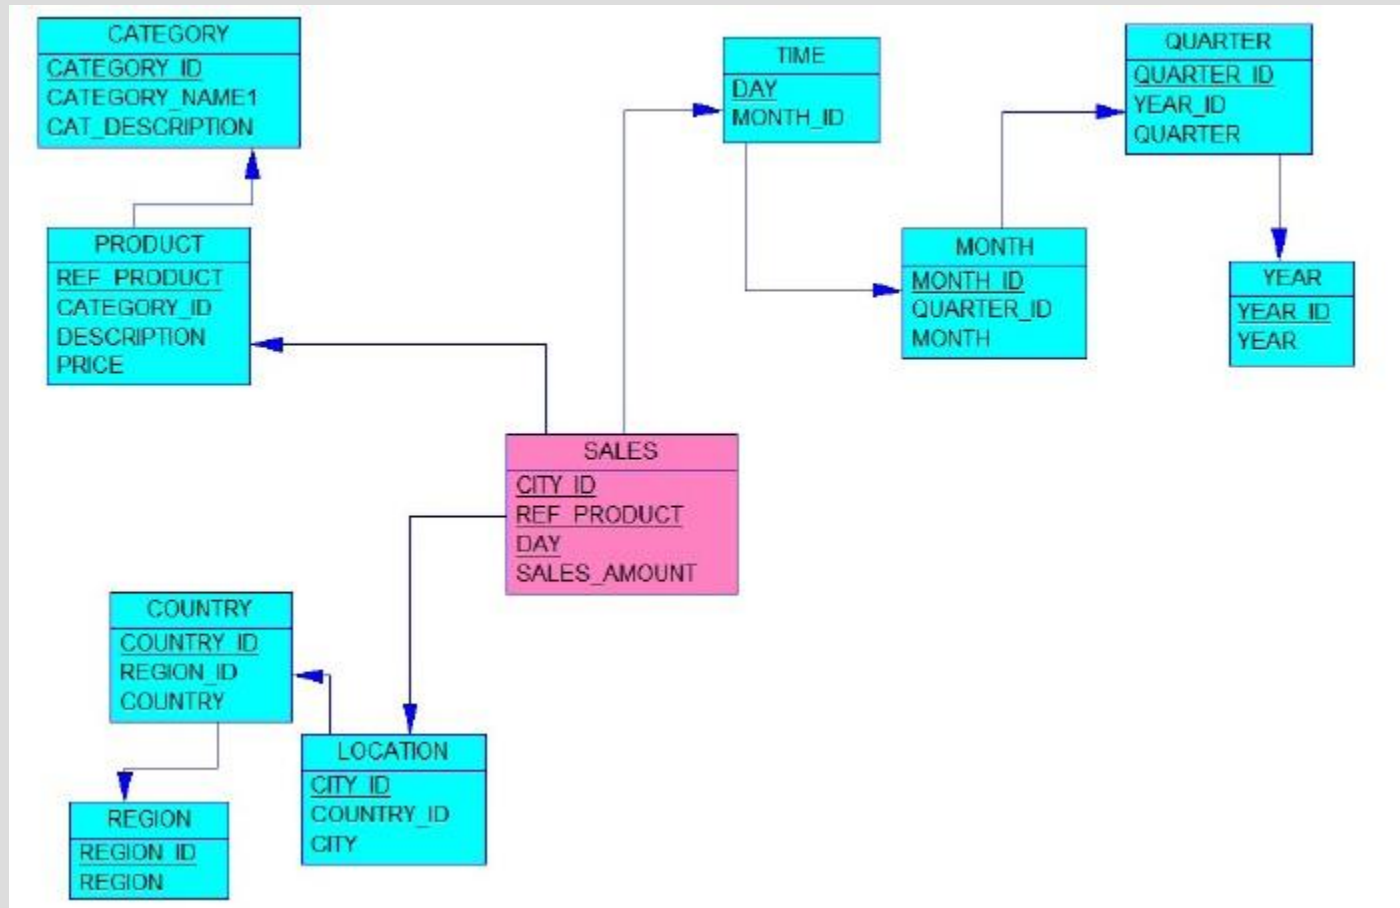 CATEGORY
CATEGORY_ID
CATEGORY_NAME1
CAT_DESCRIPTION
PRODUCT
REF_PRODUCT
CATEGORY_ID
DESCRIPTION
PRICE
TIME
DAY
MONTH_ID
QUARTER
QUARTER_ID
YEAR_ID
QUARTER
MONTH
MONTH_ID
QUARTER_ID
MONTH
YEAR
YEAR_ID
YEAR
SALES
CITY_ID
REF_PRODUCT
DAY
SALES_AMOUNT
COUNTRY
COUNTRY_ID
REGION_ID
COUNTRY
LOCATION
CITY_ID
COUNTRY_ID
CITY
REGION
REGION_ID
REGION